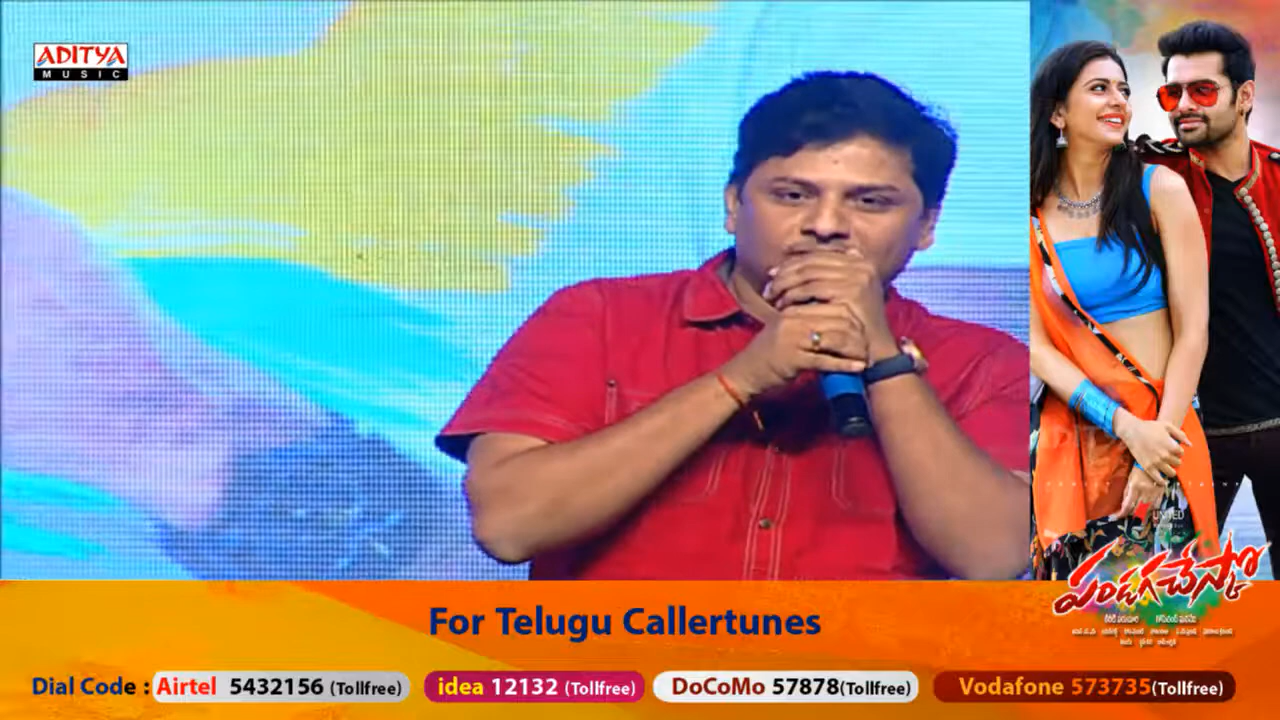 ADITYA
MUSIC
UNITED
పండగచేస్కో
For Telugu Callertunes
Dial Code : Airtel 5432156 (Tollfree) idea 12132 (Tollfree) DoCoMo 57878(Tollfree) Vodafone 573735(Tollfree)